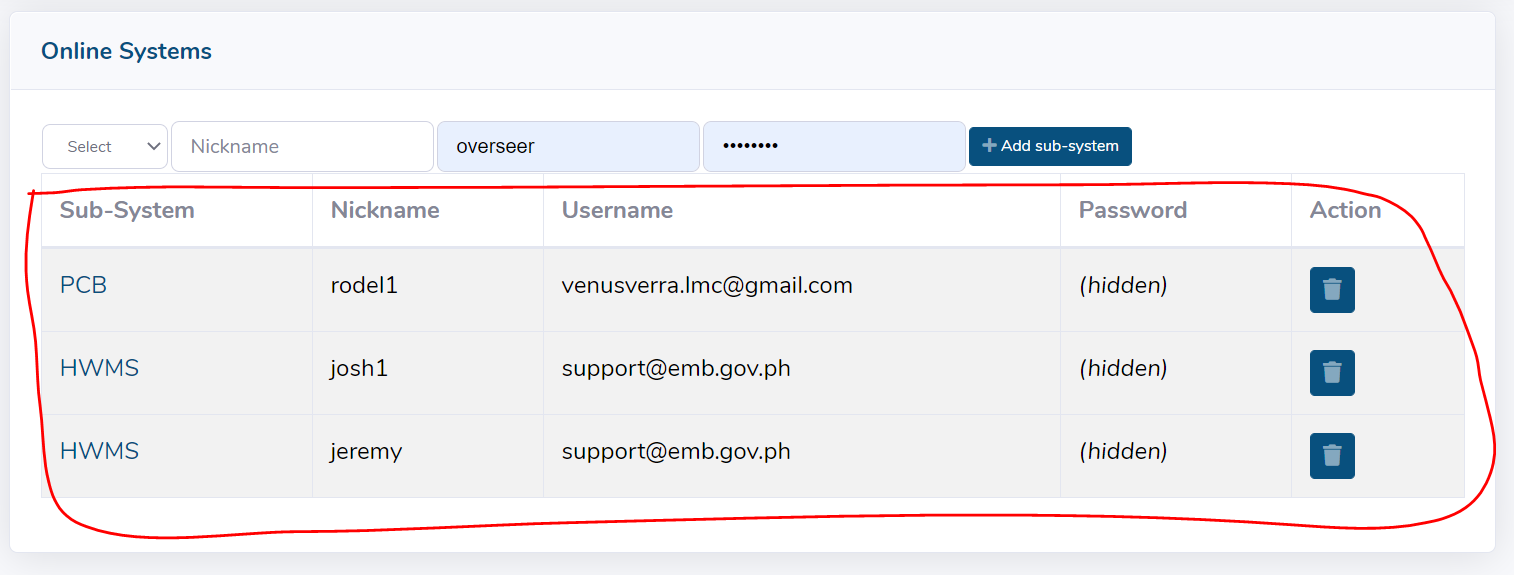 Online Systems
Select Nickname overseer •••••••• Add sub-system
Sub-System Nickname Username Password Action
PCB rodel1 venusverra.lmc@gmail.com (hidden)
HWMS josh1 support@emb.gov.ph (hidden)
HWMS jeremy support@emb.gov.ph (hidden)